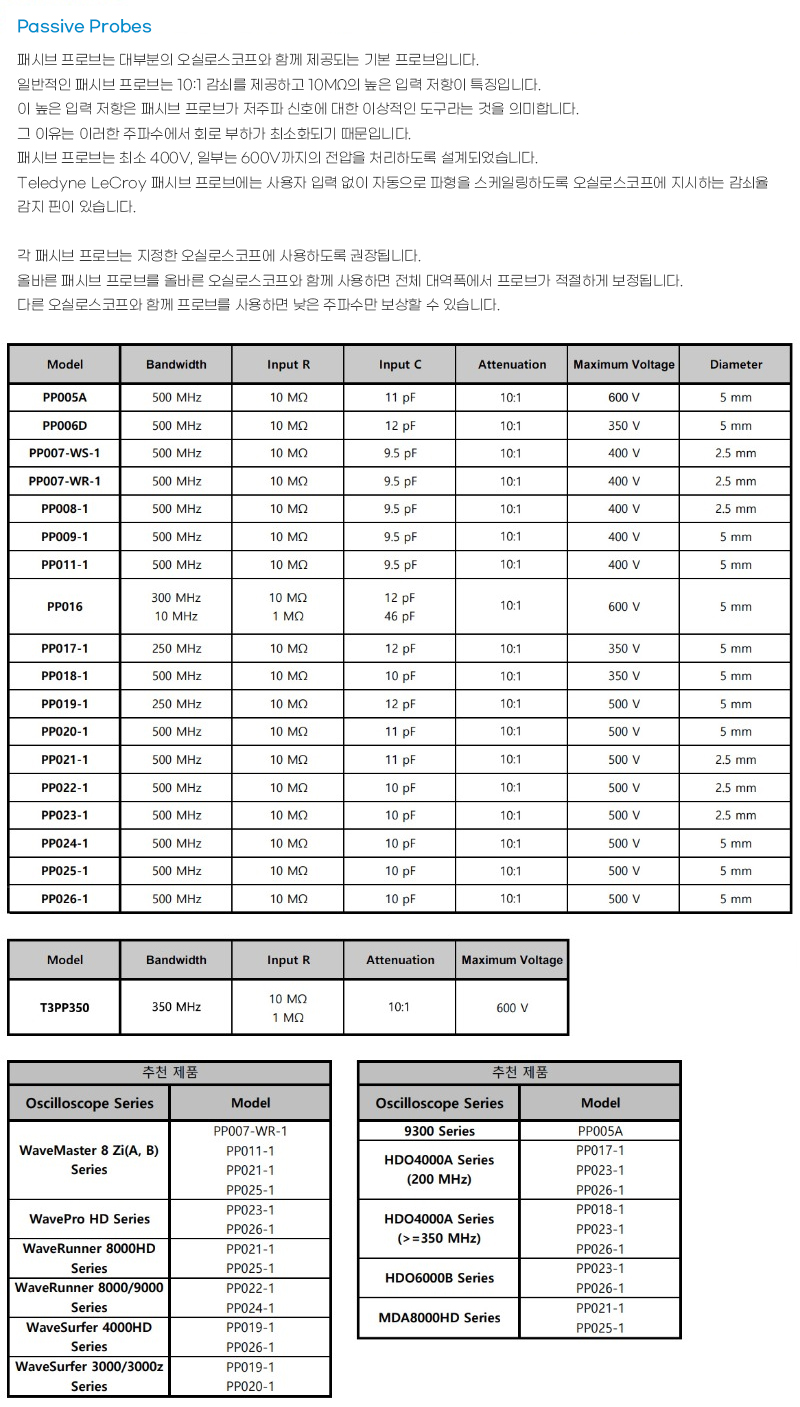 Passive Probes
패시브 프로브는 대부분의 오실로스코프와 함께 제공되는 기본 프로브입니다.
일반적인 패시브 프로브는 10:1 감쇠를 제공하고 10MΩ의 높은 입력 저항이 특징입니다.
이 높은 입력 저항은 패시브 프로브가 저주파 신호에 대한 이상적인 도구라는 것을 의미합니다.
그 이유는 이러한 주파수에서 회로 부하가 최소화되기 때문입니다.
패시브 프로브는 최소 400V, 일부는 600V까지의 전압을 처리하도록 설계되었습니다.
Teledyne LeCroy 패시브 프로브에는 사용자 입력 없이 자동으로 파형을 스케일링하도록 오실로스코프에 지시하는 감쇠율
감지 핀이 있습니다.
각 패시브 프로브는 지정한 오실로스코프에 사용하도록 권장됩니다.
올바른 패시브 프로브를 올바른 오실로스코프와 함께 사용하면 전체 대역폭에서 프로브가 적절하게 보정됩니다.
다른 오실로스코프와 함께 프로브를 사용하면 낮은 주파수만 보상할 수 있습니다.
Model Bandwidth Input R Input C Attenuation Maximum Voltage Diameter
PP005A 500 MHz 10 MΩ 11 pF 10:1 600 V 5 mm
PP006D 500 MHz 10 MΩ 12 pF 10:1 350 V 5 mm
PP007-WS-1 500 MHz 10 MΩ 9.5 pF 10:1 400 V 2.5 mm
PP007-WR-1 500 MHz 10 MΩ 9.5 pF 10:1 400 V 2.5 mm
PP008-1 500 MHz 10 MΩ 9.5 pF 10:1 400 V 2.5 mm
PP009-1 500 MHz 10 MΩ 9.5 pF 10:1 400 V 5 mm
PP011-1 500 MHz 10 MΩ 9.5 pF 10:1 400 V 5 mm
PP016 300 MHz 10 MΩ 12 pF 10:1 600 V 5 mm
10 MHz 1 MΩ 46 pF
PP017-1 250 MHz 10 MΩ 12 pF 10:1 350 V 5 mm
PP018-1 500 MHz 10 MΩ 10 pF 10:1 350 V 5 mm
PP019-1 250 MHz 10 MΩ 12 pF 10:1 500 V 5 mm
PP020-1 500 MHz 10 MΩ 11 pF 10:1 500 V 5 mm
PP021-1 500 MHz 10 MΩ 11 pF 10:1 500 V 2.5 mm
PP022-1 500 MHz 10 MΩ 10 pF 10:1 500 V 2.5 mm
PP023-1 500 MHz 10 MΩ 10 pF 10:1 500 V 2.5 mm
PP024-1 500 MHz 10 MΩ 10 pF 10:1 500 V 5 mm
PP025-1 500 MHz 10 MΩ 10 pF 10:1 500 V 5 mm
PP026-1 500 MHz 10 MΩ 10 pF 10:1 500 V 5 mm
Model Bandwidth Input R Attenuation Maximum Voltage
T3PP350 350 MHz 10 MΩ 10:1 600 V
1 MΩ
추천 제품
Oscilloscope Series Model
WaveMaster 8 Zi(A, B)
Series
PP007-WR-1
PP011-1
PP021-1
PP025-1
WavePro HD Series
PP023-1
PP026-1
WaveRunner 8000HD
Series
PP021-1
PP025-1
WaveRunner 8000/9000
Series
PP022-1
PP024-1
WaveSurfer 4000HD
Series
PP019-1
PP026-1
WaveSurfer 3000/3000z
Series
PP019-1
PP020-1
추천 제품
Oscilloscope Series Model
9300 Series PP005A
HDO4000A Series
(200 MHz)
PP017-1
PP023-1
PP026-1
HDO4000A Series
(>=350 MHz)
PP018-1
PP023-1
PP026-1
HDO6000B Series
PP023-1
PP026-1
MDA8000HD Series
PP021-1
PP025-1